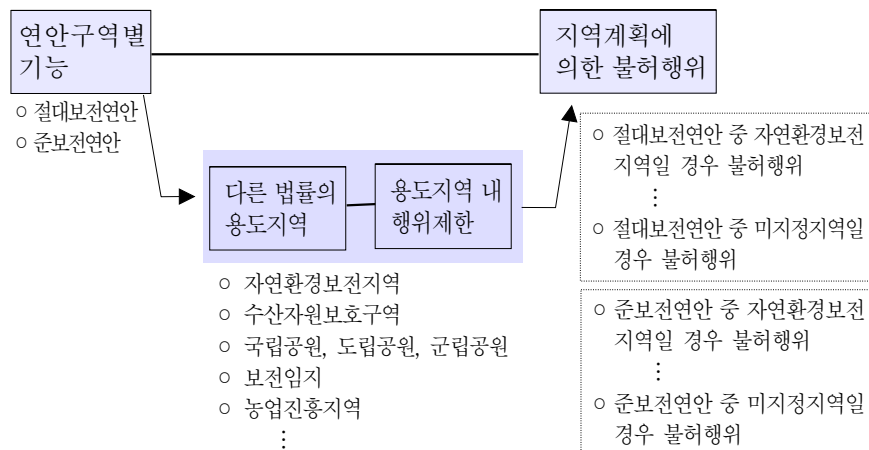 연안구역별
기능
ㅇ 절대보전연안
ㅇ 준보전연안
다른 법률의
용도지역
용도지역 내
행위제한
ㅇ 자연환경보전지역
ㅇ 수산자원보호구역
ㅇ 국립공원, 도립공원, 군립공원
ㅇ 보전임지
ㅇ 농업진흥지역
⋮
지역계획에
의한 불허행위
ㅇ 절대보전연안 중 자연환경보전
지역일 경우 불허행위
⋮
ㅇ 절대보전연안 중 미지정지역일
경우 불허행위
ㅇ 준보전연안 중 자연환경보전
지역일 경우 불허행위
⋮
ㅇ 준보전연안 중 미지정지역일
경우 불허행위